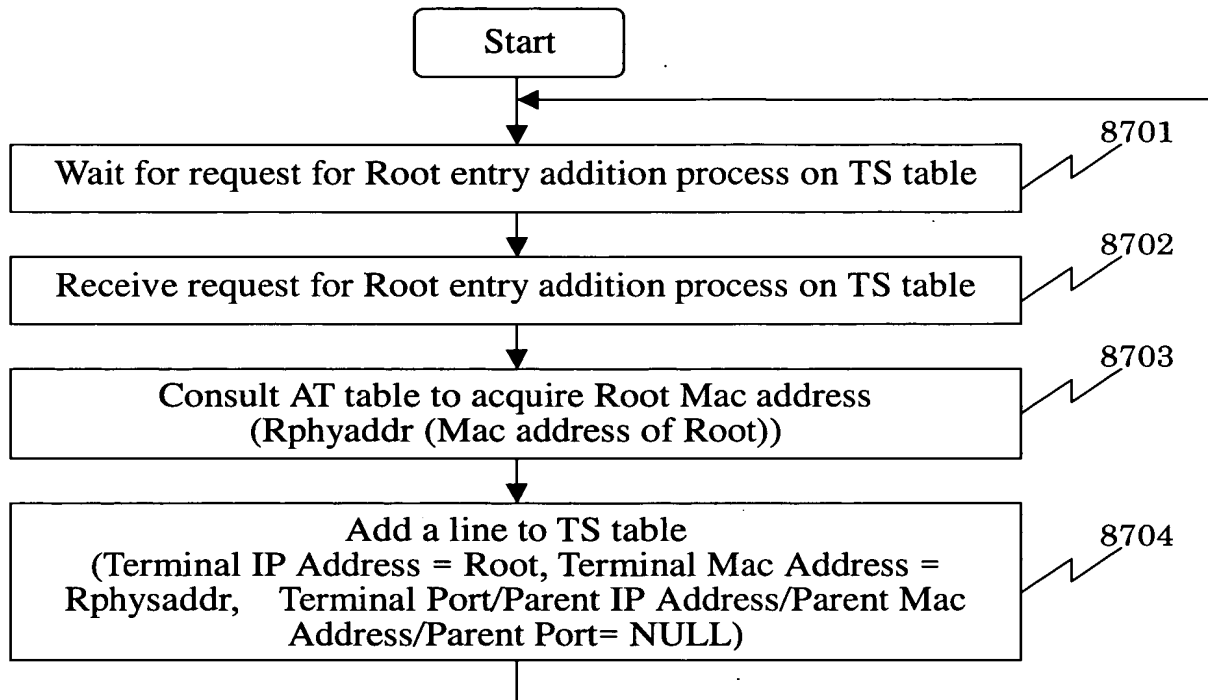 Start
8701
Wait for request for Root entry addition process on TS table
8702
Receive request for Root entry addition process on TS table
8703
Consult AT table to acquire Root Mac address
(Rphyaddr (Mac address of Root))
8704
Add a line to TS table
(Terminal IP Address = Root, Terminal Mac Address =
Rphysaddr, Terminal Port/Parent IP Address/Parent Mac
Address/Parent Port= NULL)